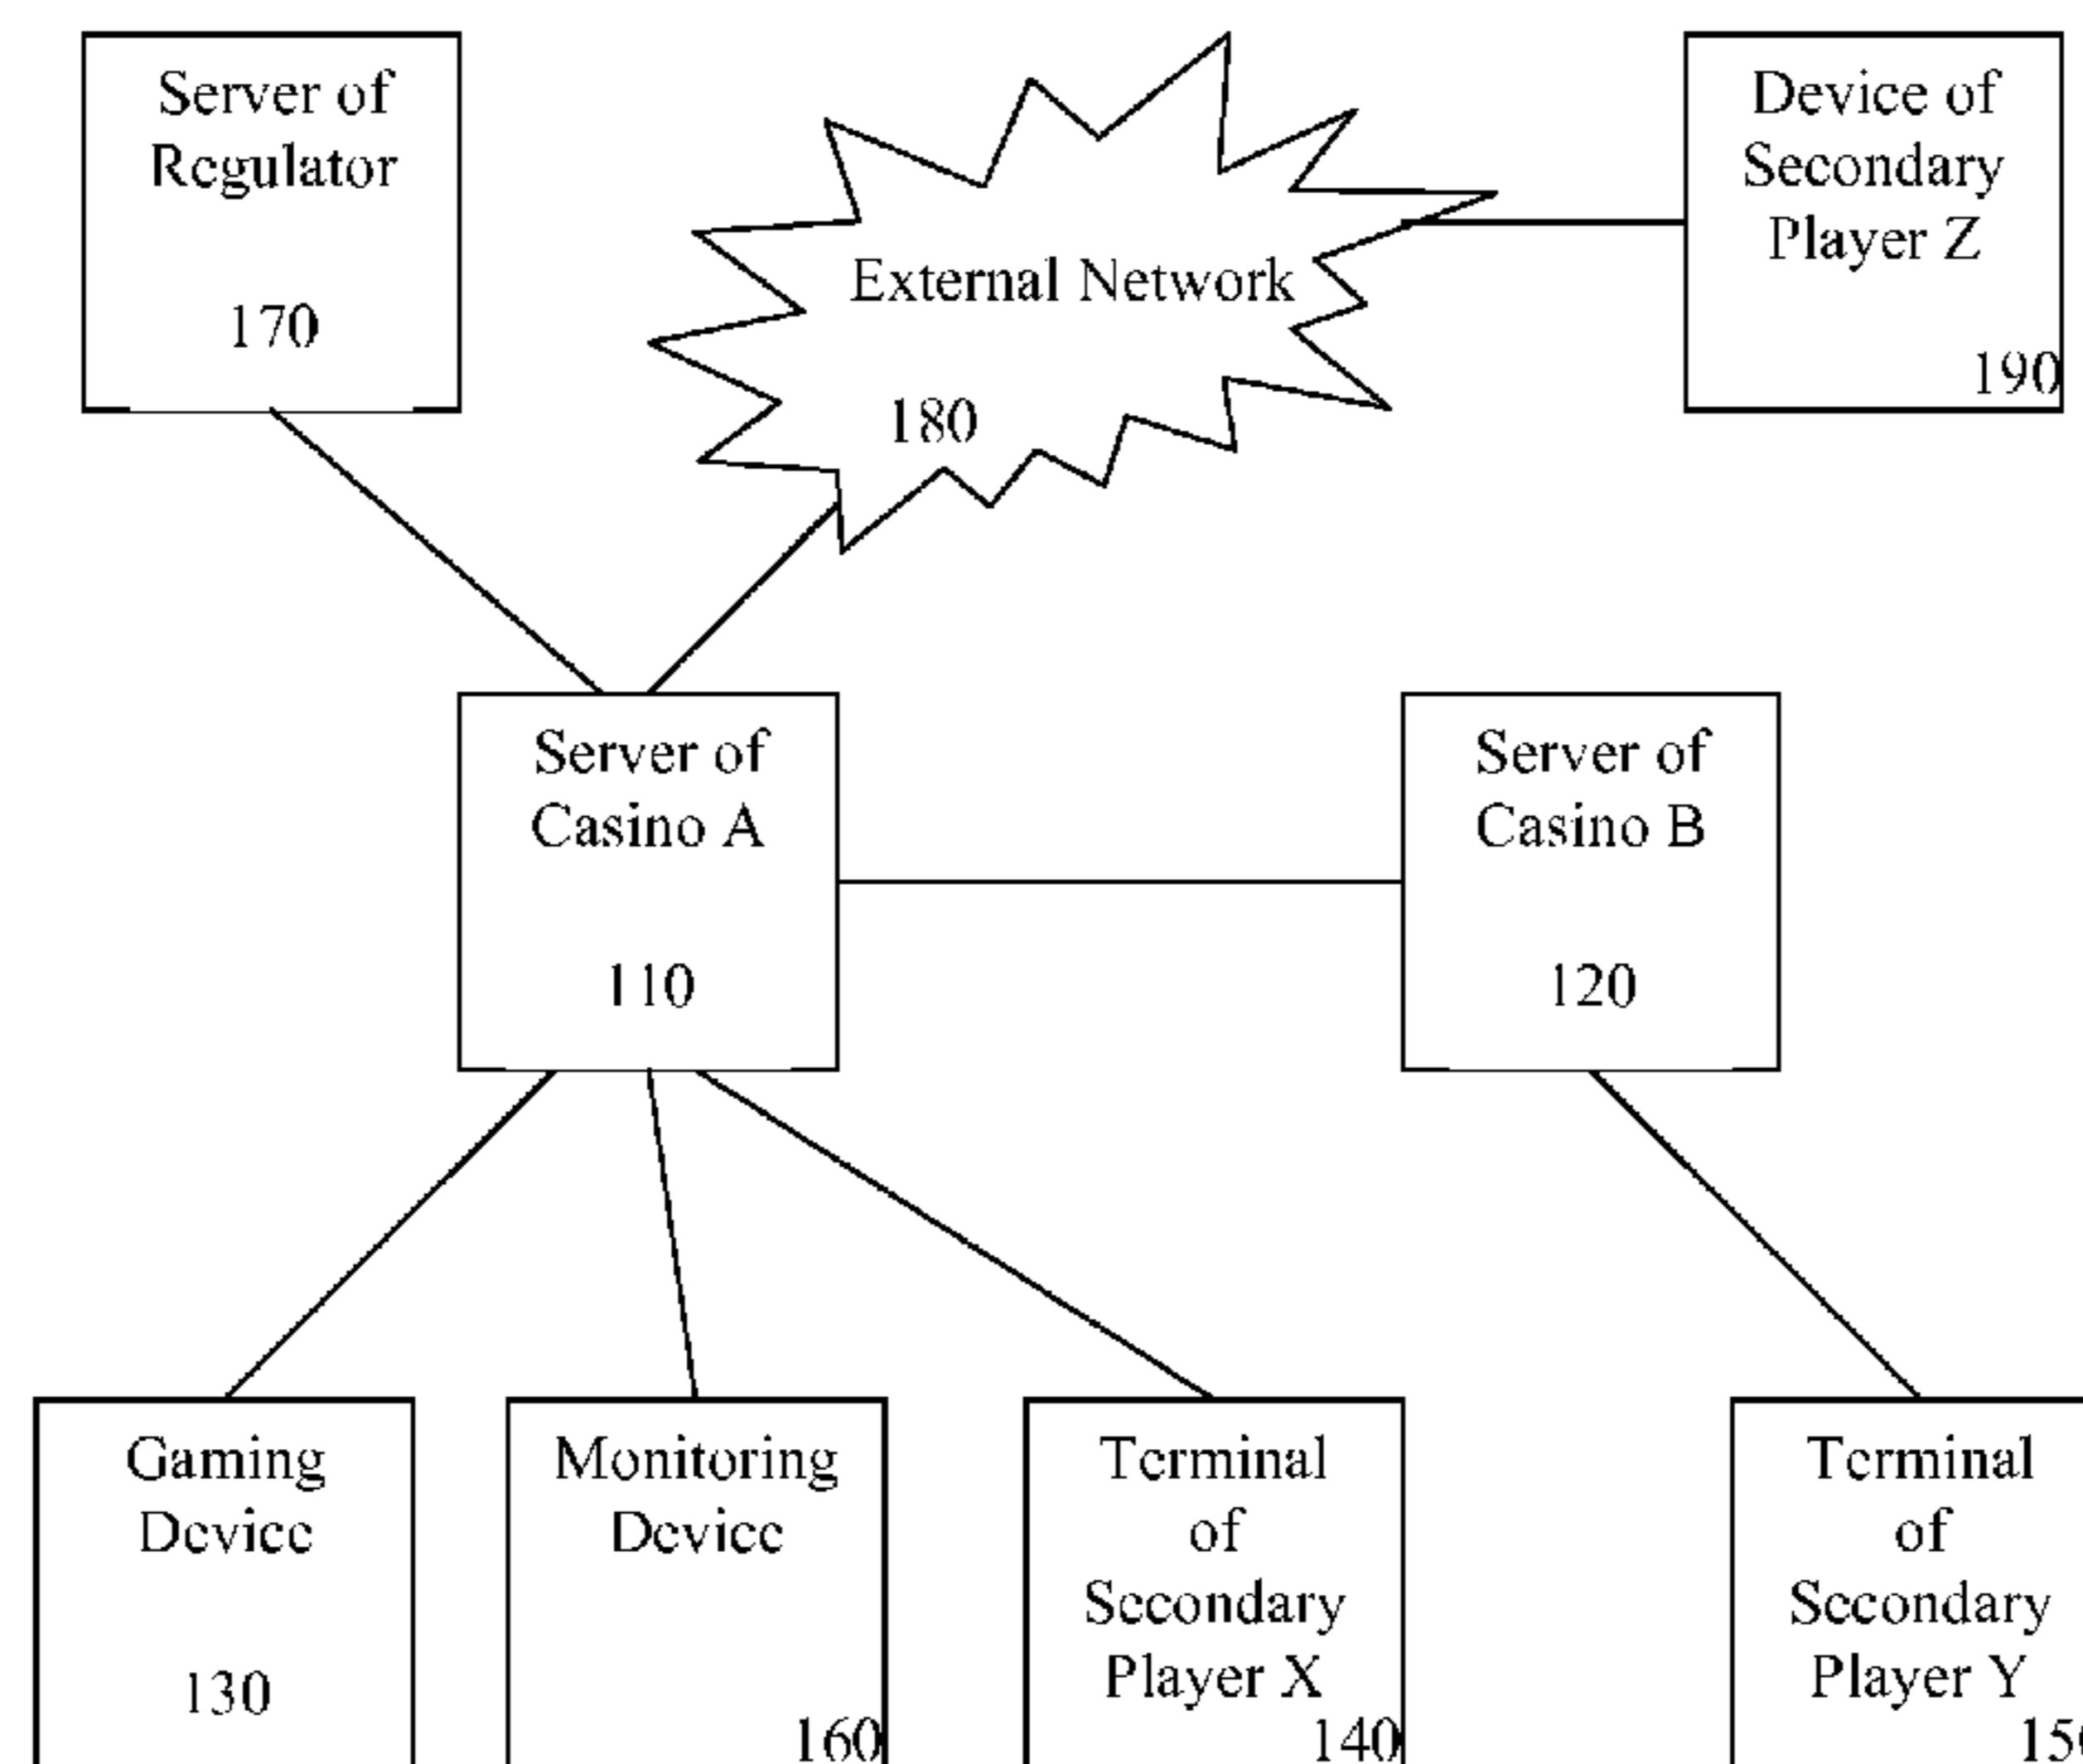 Server of
Regulator
170
External Network
180
Device of
Secondary
Player Z
190
Server of
Casino A
110
Server of
Casino B
120
Gaming
Device
130
Monitoring
Device
160
Terminal
of
Secondary
Player X
140
Terminal
of
Secondary
Player Y
150